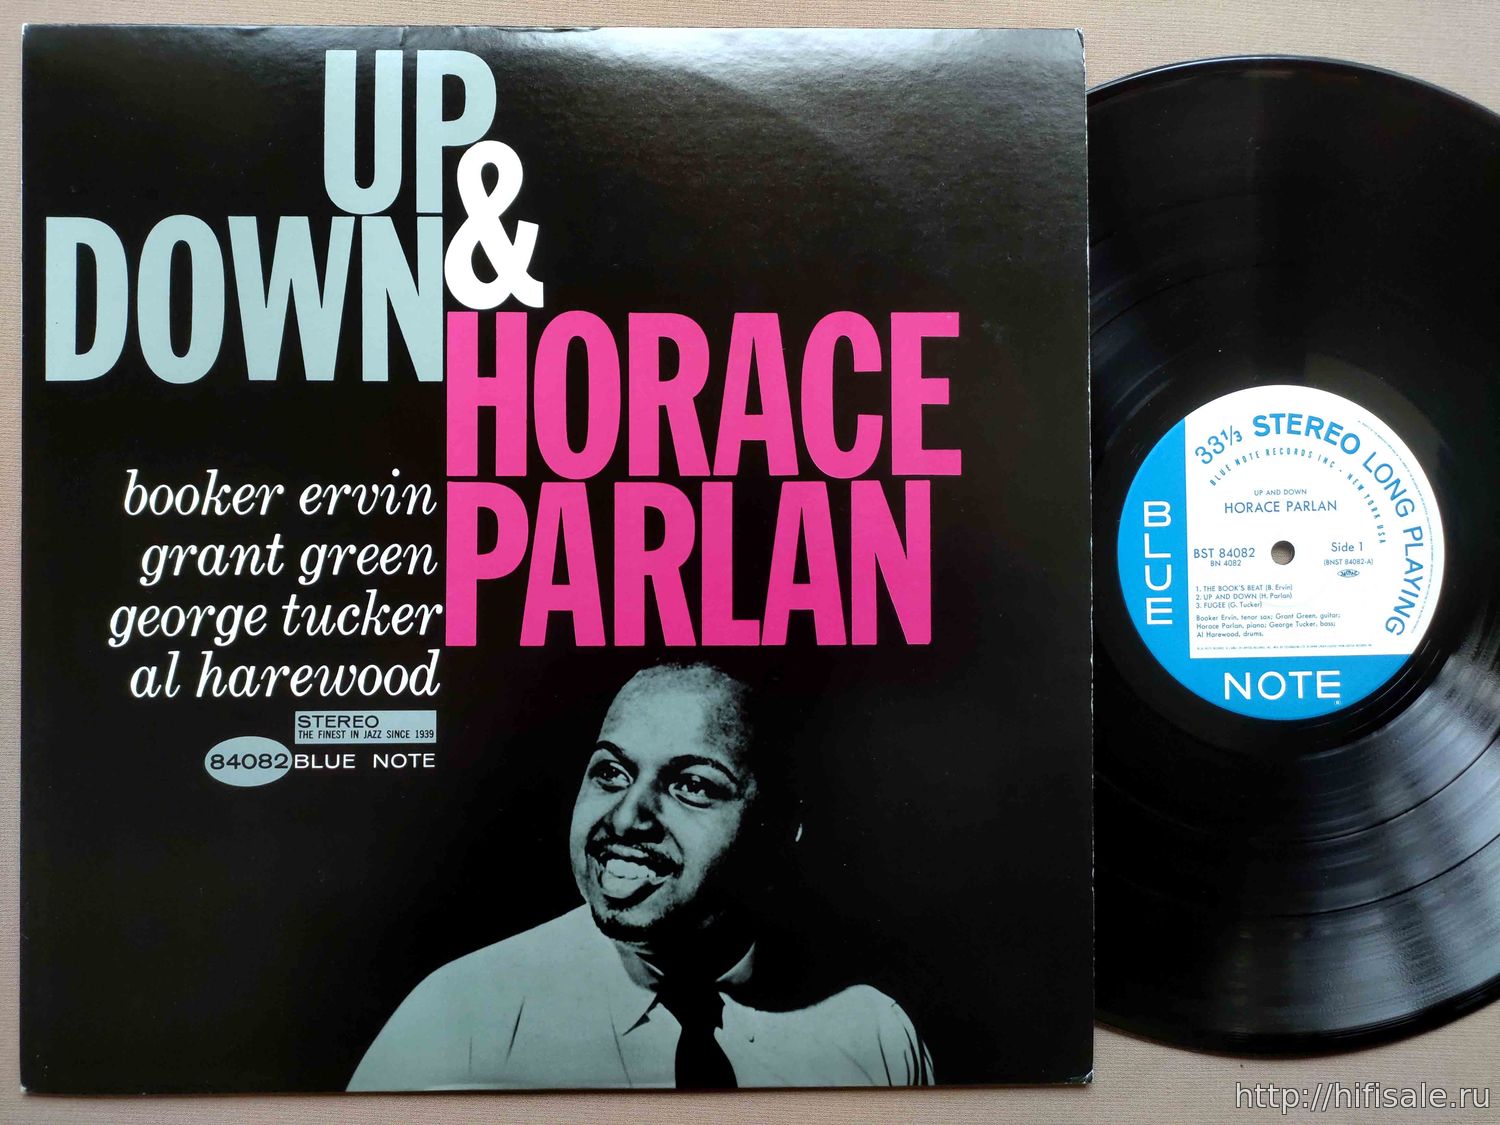 UP
&
DOWN
HORACE
PARLAN
booker ervin
grant green
george tucker
al harewood
STEREO
THE FINEST IN JAZZ SINCE 1939
84082 BLUE NOTE
33 1/3 STEREO LONG PLAYING
BLUE NOTE RECORDS INC · NEW YORK USA
UP AND DOWN
HORACE PARLAN
BST 84082
BN 4082
Side 1
(BNST 84082-A)
1. THE BOOK'S BEAT (B. Ervin)
2. UP AND DOWN (H. Parlan)
3. FUGEE (G. Tucker)
Booker Ervin, tenor sax; Grant Green, guitar;
Horace Parlan, piano; George Tucker, bass;
Al Harewood, drums.
BLUE
NOTE
http://hifisale.ru